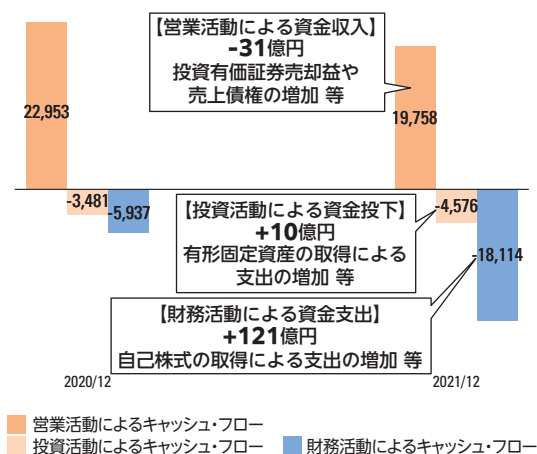 【営業活動による資金収入】
-31億円
投資有価証券売却益や
売上債権の増加 等
22,953
19,758
-3,481
-5,937
【投資活動による資金投下】
+10億円
有形固定資産の取得による
支出の増加 等
-4,576
-18,114
【財務活動による資金支出】
+121億円
自己株式の取得による支出の増加 等
2020/12
2021/12
営業活動によるキャッシュ・フロー
投資活動によるキャッシュ・フロー
財務活動によるキャッシュ・フロー